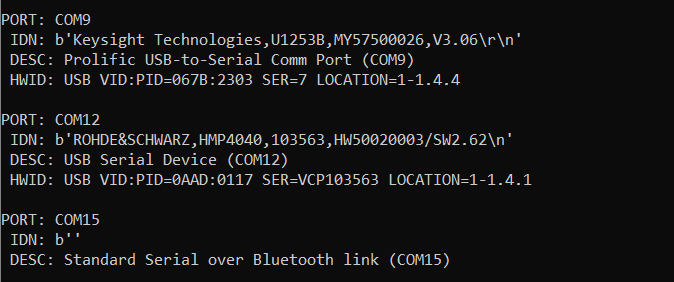 PORT: COM9
IDN: b'Keysight Technologies,U1253B,MY57500026,V3.06\r\n'
DESC: Prolific USB-to-Serial Comm Port (COM9)
HWID: USB VID:PID=067B:2303 SER=7 LOCATION=1-1.4.4
PORT: COM12
IDN: b'ROHDE&SCHWARZ,HMP4040,103563,HW50020003/SW2.62\n'
DESC: USB Serial Device (COM12)
HWID: USB VID:PID=0AAD:0117 SER=VCP103563 LOCATION=1-1.4.1
PORT: COM15
IDN: b''
DESC: Standard Serial over Bluetooth link (COM15)